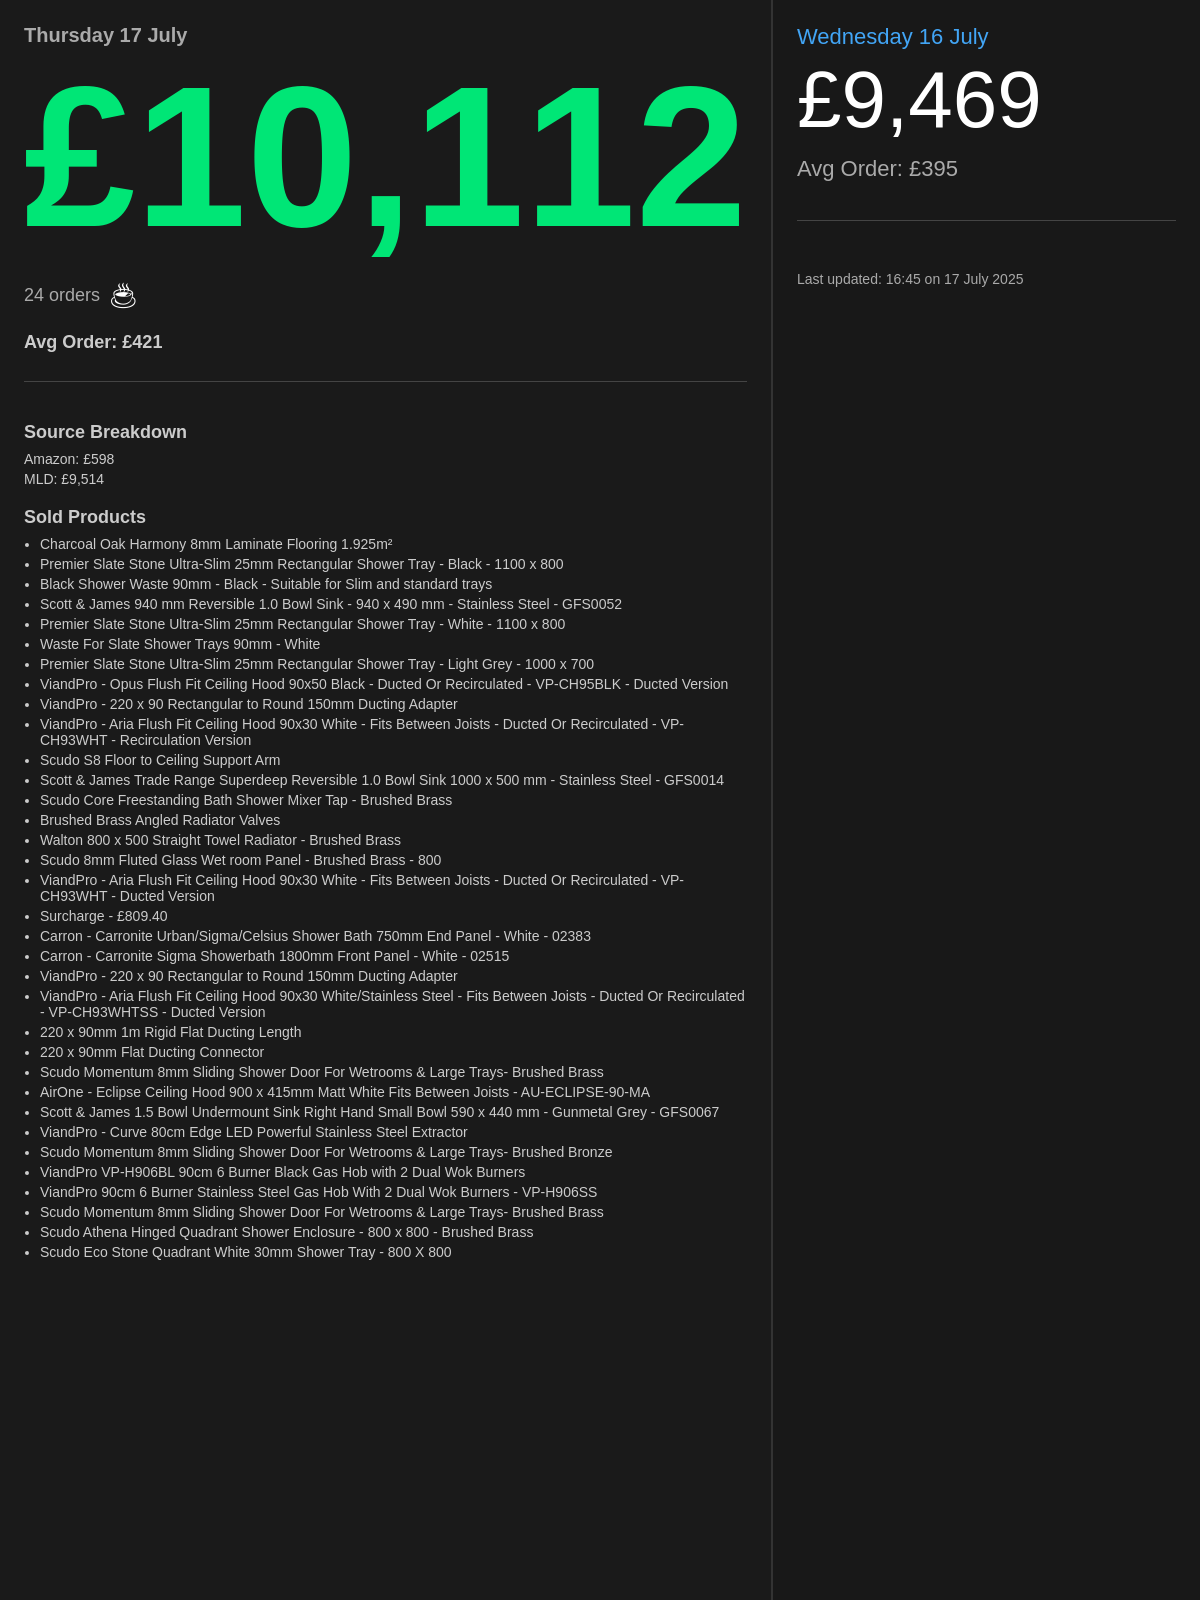 Thursday 17 July
£10,112
24 orders ☕
Avg Order: £421
Source Breakdown
Amazon: £598
MLD: £9,514
Sold Products
• Charcoal Oak Harmony 8mm Laminate Flooring 1.925m²
• Premier Slate Stone Ultra-Slim 25mm Rectangular Shower Tray - Black - 1100 x 800
• Black Shower Waste 90mm - Black - Suitable for Slim and standard trays
• Scott & James 940 mm Reversible 1.0 Bowl Sink - 940 x 490 mm - Stainless Steel - GFS0052
• Premier Slate Stone Ultra-Slim 25mm Rectangular Shower Tray - White - 1100 x 800
• Waste For Slate Shower Trays 90mm - White
• Premier Slate Stone Ultra-Slim 25mm Rectangular Shower Tray - Light Grey - 1000 x 700
• ViandPro - Opus Flush Fit Ceiling Hood 90x50 Black - Ducted Or Recirculated - VP-CH95BLK - Ducted Version
• ViandPro - 220 x 90 Rectangular to Round 150mm Ducting Adapter
• ViandPro - Aria Flush Fit Ceiling Hood 90x30 White - Fits Between Joists - Ducted Or Recirculated - VP-
CH93WHT - Recirculation Version
• Scudo S8 Floor to Ceiling Support Arm
• Scott & James Trade Range Superdeep Reversible 1.0 Bowl Sink 1000 x 500 mm - Stainless Steel - GFS0014
• Scudo Core Freestanding Bath Shower Mixer Tap - Brushed Brass
• Brushed Brass Angled Radiator Valves
• Walton 800 x 500 Straight Towel Radiator - Brushed Brass
• Scudo 8mm Fluted Glass Wet room Panel - Brushed Brass - 800
• ViandPro - Aria Flush Fit Ceiling Hood 90x30 White - Fits Between Joists - Ducted Or Recirculated - VP-
CH93WHT - Ducted Version
• Surcharge - £809.40
• Carron - Carronite Urban/Sigma/Celsius Shower Bath 750mm End Panel - White - 02383
• Carron - Carronite Sigma Showerbath 1800mm Front Panel - White - 02515
• ViandPro - 220 x 90 Rectangular to Round 150mm Ducting Adapter
• ViandPro - Aria Flush Fit Ceiling Hood 90x30 White/Stainless Steel - Fits Between Joists - Ducted Or Recirculated
- VP-CH93WHTSS - Ducted Version
• 220 x 90mm 1m Rigid Flat Ducting Length
• 220 x 90mm Flat Ducting Connector
• Scudo Momentum 8mm Sliding Shower Door For Wetrooms & Large Trays- Brushed Brass
• AirOne - Eclipse Ceiling Hood 900 x 415mm Matt White Fits Between Joists - AU-ECLIPSE-90-MA
• Scott & James 1.5 Bowl Undermount Sink Right Hand Small Bowl 590 x 440 mm - Gunmetal Grey - GFS0067
• ViandPro - Curve 80cm Edge LED Powerful Stainless Steel Extractor
• Scudo Momentum 8mm Sliding Shower Door For Wetrooms & Large Trays- Brushed Bronze
• ViandPro VP-H906BL 90cm 6 Burner Black Gas Hob with 2 Dual Wok Burners
• ViandPro 90cm 6 Burner Stainless Steel Gas Hob With 2 Dual Wok Burners - VP-H906SS
• Scudo Momentum 8mm Sliding Shower Door For Wetrooms & Large Trays- Brushed Brass
• Scudo Athena Hinged Quadrant Shower Enclosure - 800 x 800 - Brushed Brass
• Scudo Eco Stone Quadrant White 30mm Shower Tray - 800 X 800
Wednesday 16 July
£9,469
Avg Order: £395
Last updated: 16:45 on 17 July 2025